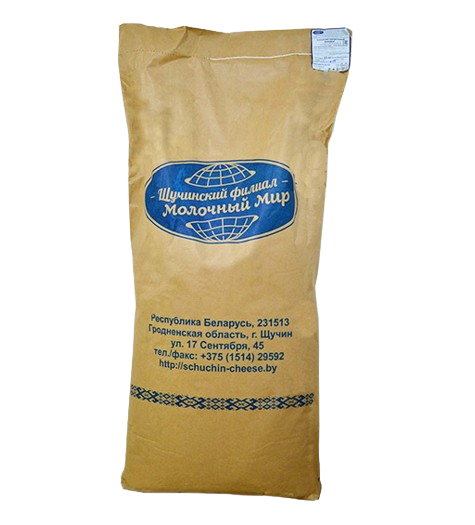 - Щучинский филиал -
Молочный Мир
Республика Беларусь, 231513
Гродненская область, г. Щучин
ул. 17 Сентября, 45
тел./факс: +375 (1514) 29592
http://schuchin-cheese.by